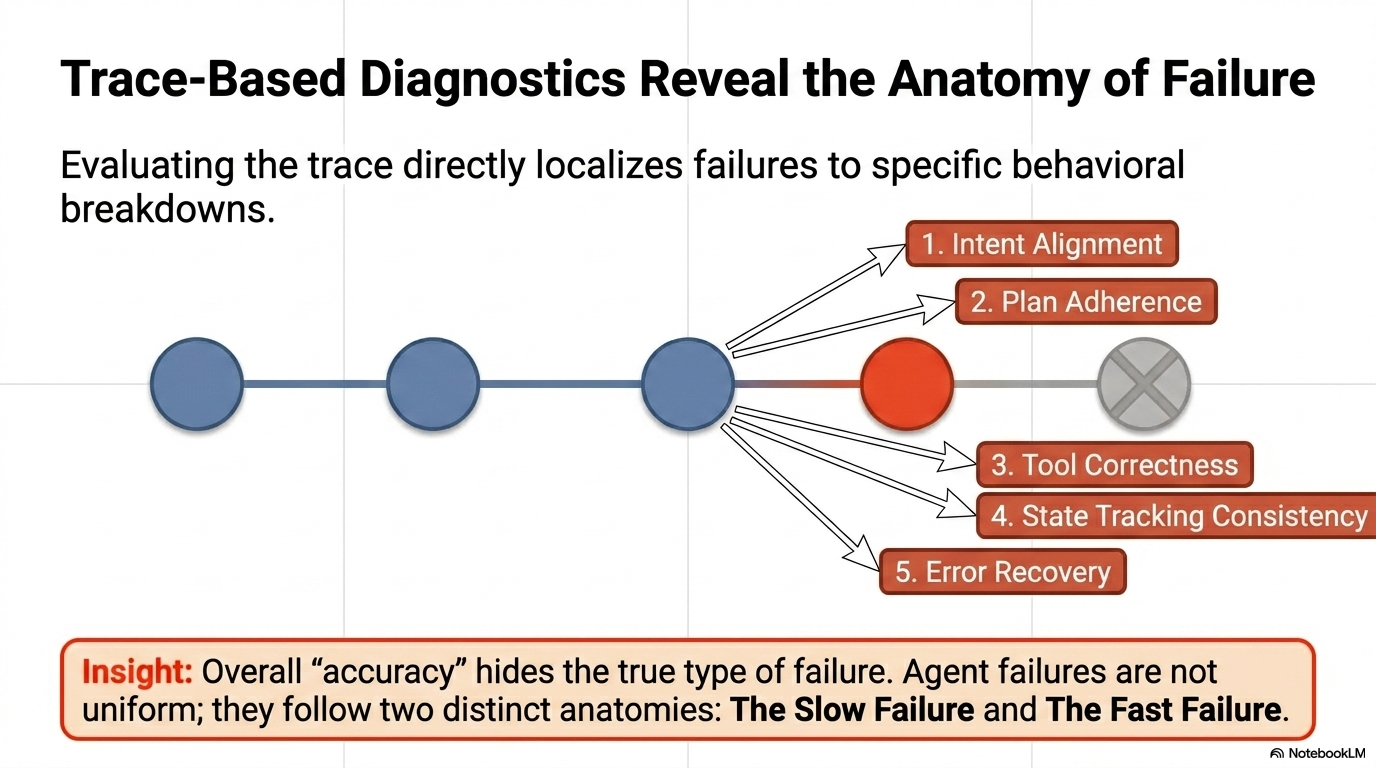 Trace-Based Diagnostics Reveal the Anatomy of Failure
Evaluating the trace directly localizes failures to specific behavioral
breakdowns.
1. Intent Alignment
2. Plan Adherence
3. Tool Correctness
4. State Tracking Consistency
5. Error Recovery
Insight: Overall “accuracy” hides the true type of failure. Agent failures are not
uniform; they follow two distinct anatomies: The Slow Failure and The Fast Failure.
NotebookLM